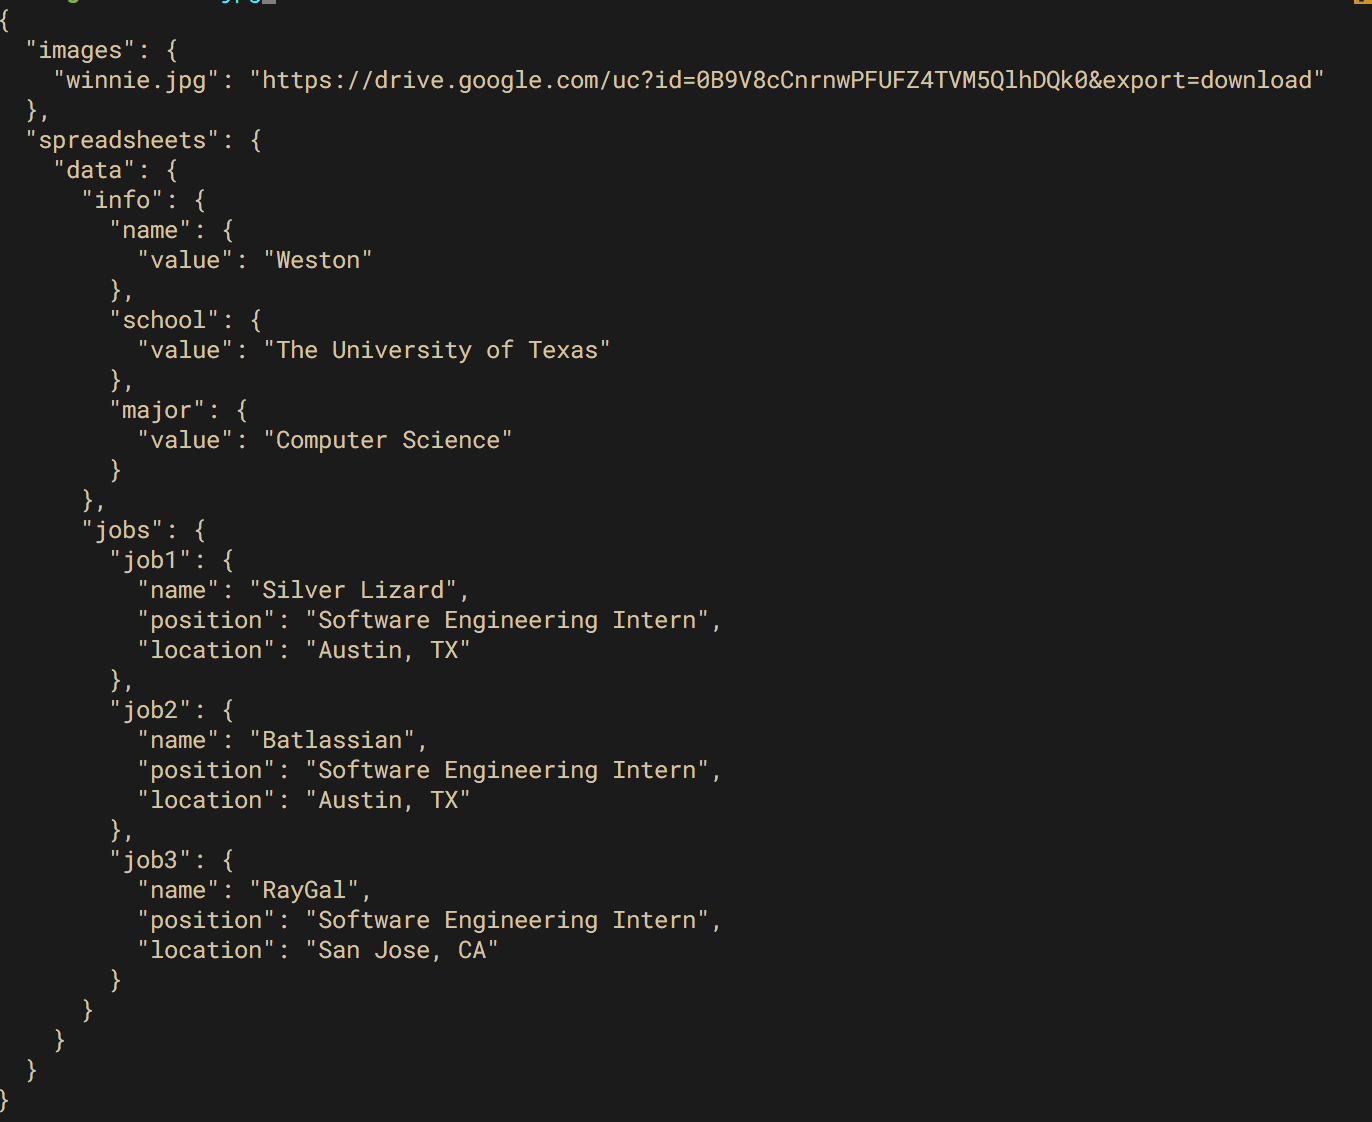 {
  "images": {
    "winnie.jpg": "https://drive.google.com/uc?id=0B9V8cCnrnwPFUFZ4TVM5QlhDQk0&export=download"
  },
  "spreadsheets": {
    "data": {
      "info": {
        "name": {
          "value": "Weston"
        },
        "school": {
          "value": "The University of Texas"
        },
        "major": {
          "value": "Computer Science"
        }
      },
      "jobs": {
        "job1": {
          "name": "Silver Lizard",
          "position": "Software Engineering Intern",
          "location": "Austin, TX"
        },
        "job2": {
          "name": "Batlassian",
          "position": "Software Engineering Intern",
          "location": "Austin, TX"
        },
        "job3": {
          "name": "RayGal",
          "position": "Software Engineering Intern",
          "location": "San Jose, CA"
        }
      }
    }
  }
}